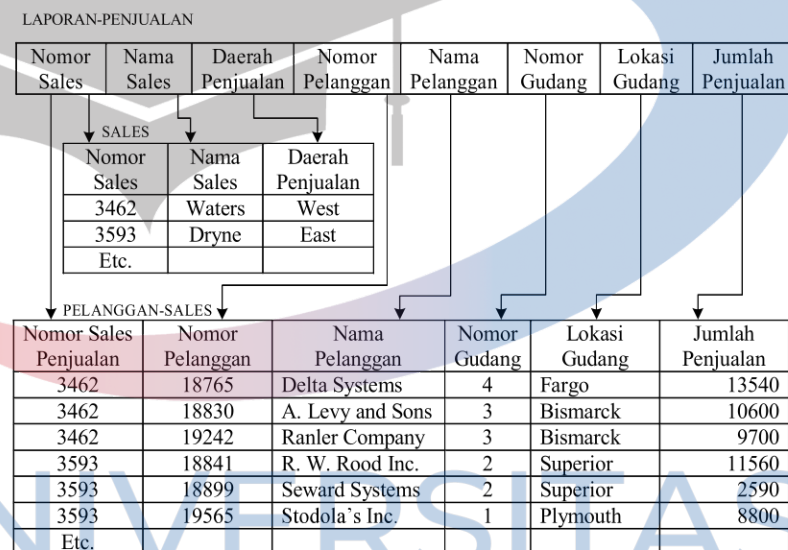 LAPORAN-PENJUALAN
Nomor Nama Daerah Nomor Nama Nomor Lokasi Jumlah
Sales Sales Penjualan Pelanggan Pelanggan Gudang Gudang Penjualan
SALES
Nomor Nama Daerah
Sales Sales Penjualan
3462 Waters West
3593 Dryne East
Etc.
PELANGGAN-SALES
Nomor Sales Nomor Nama Nomor Lokasi Jumlah
Penjualan Pelanggan Pelanggan Gudang Gudang Penjualan
3462 18765 Delta Systems 4 Fargo 13540
3462 18830 A. Levy and Sons 3 Bismarck 10600
3462 19242 Ranler Company 3 Bismarck 9700
3593 18841 R. W. Rood Inc. 2 Superior 11560
3593 18899 Seward Systems 2 Superior 2590
3593 19565 Stodola's Inc. 1 Plymouth 8800
Etc.
NIVERSITAS